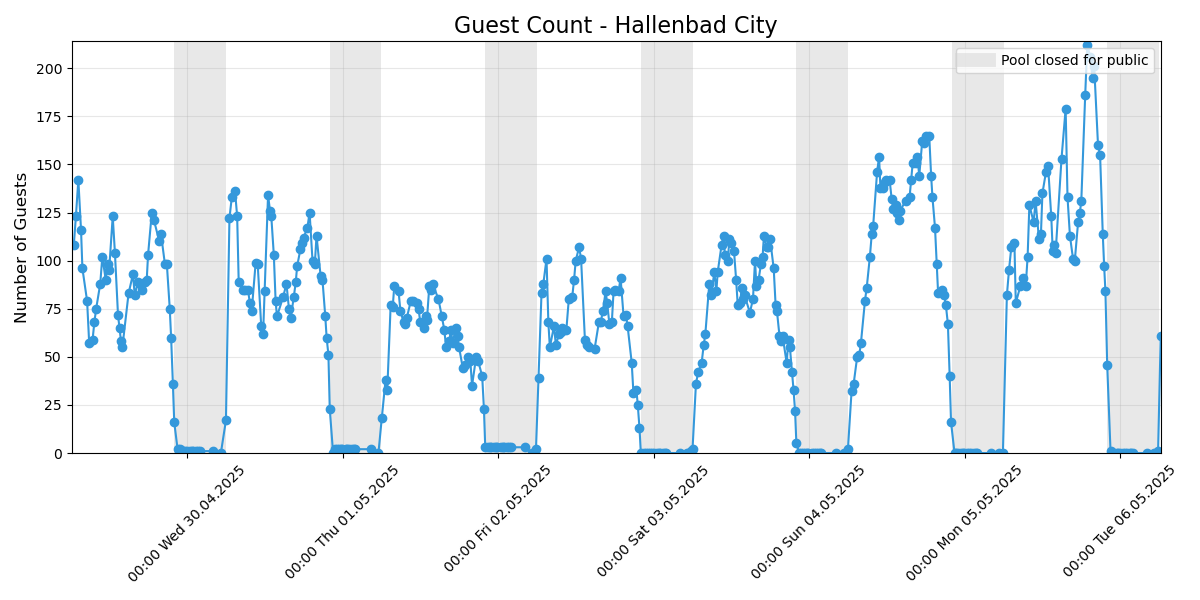 Guest Count - Hallenbad City
Pool closed for public
Number of Guests
200
175
150
125
100
75
50
25
0
00:00 Wed 30.04.2025
00:00 Thu 01.05.2025
00:00 Fri 02.05.2025
00:00 Sat 03.05.2025
00:00 Sun 04.05.2025
00:00 Mon 05.05.2025
00:00 Tue 06.05.2025